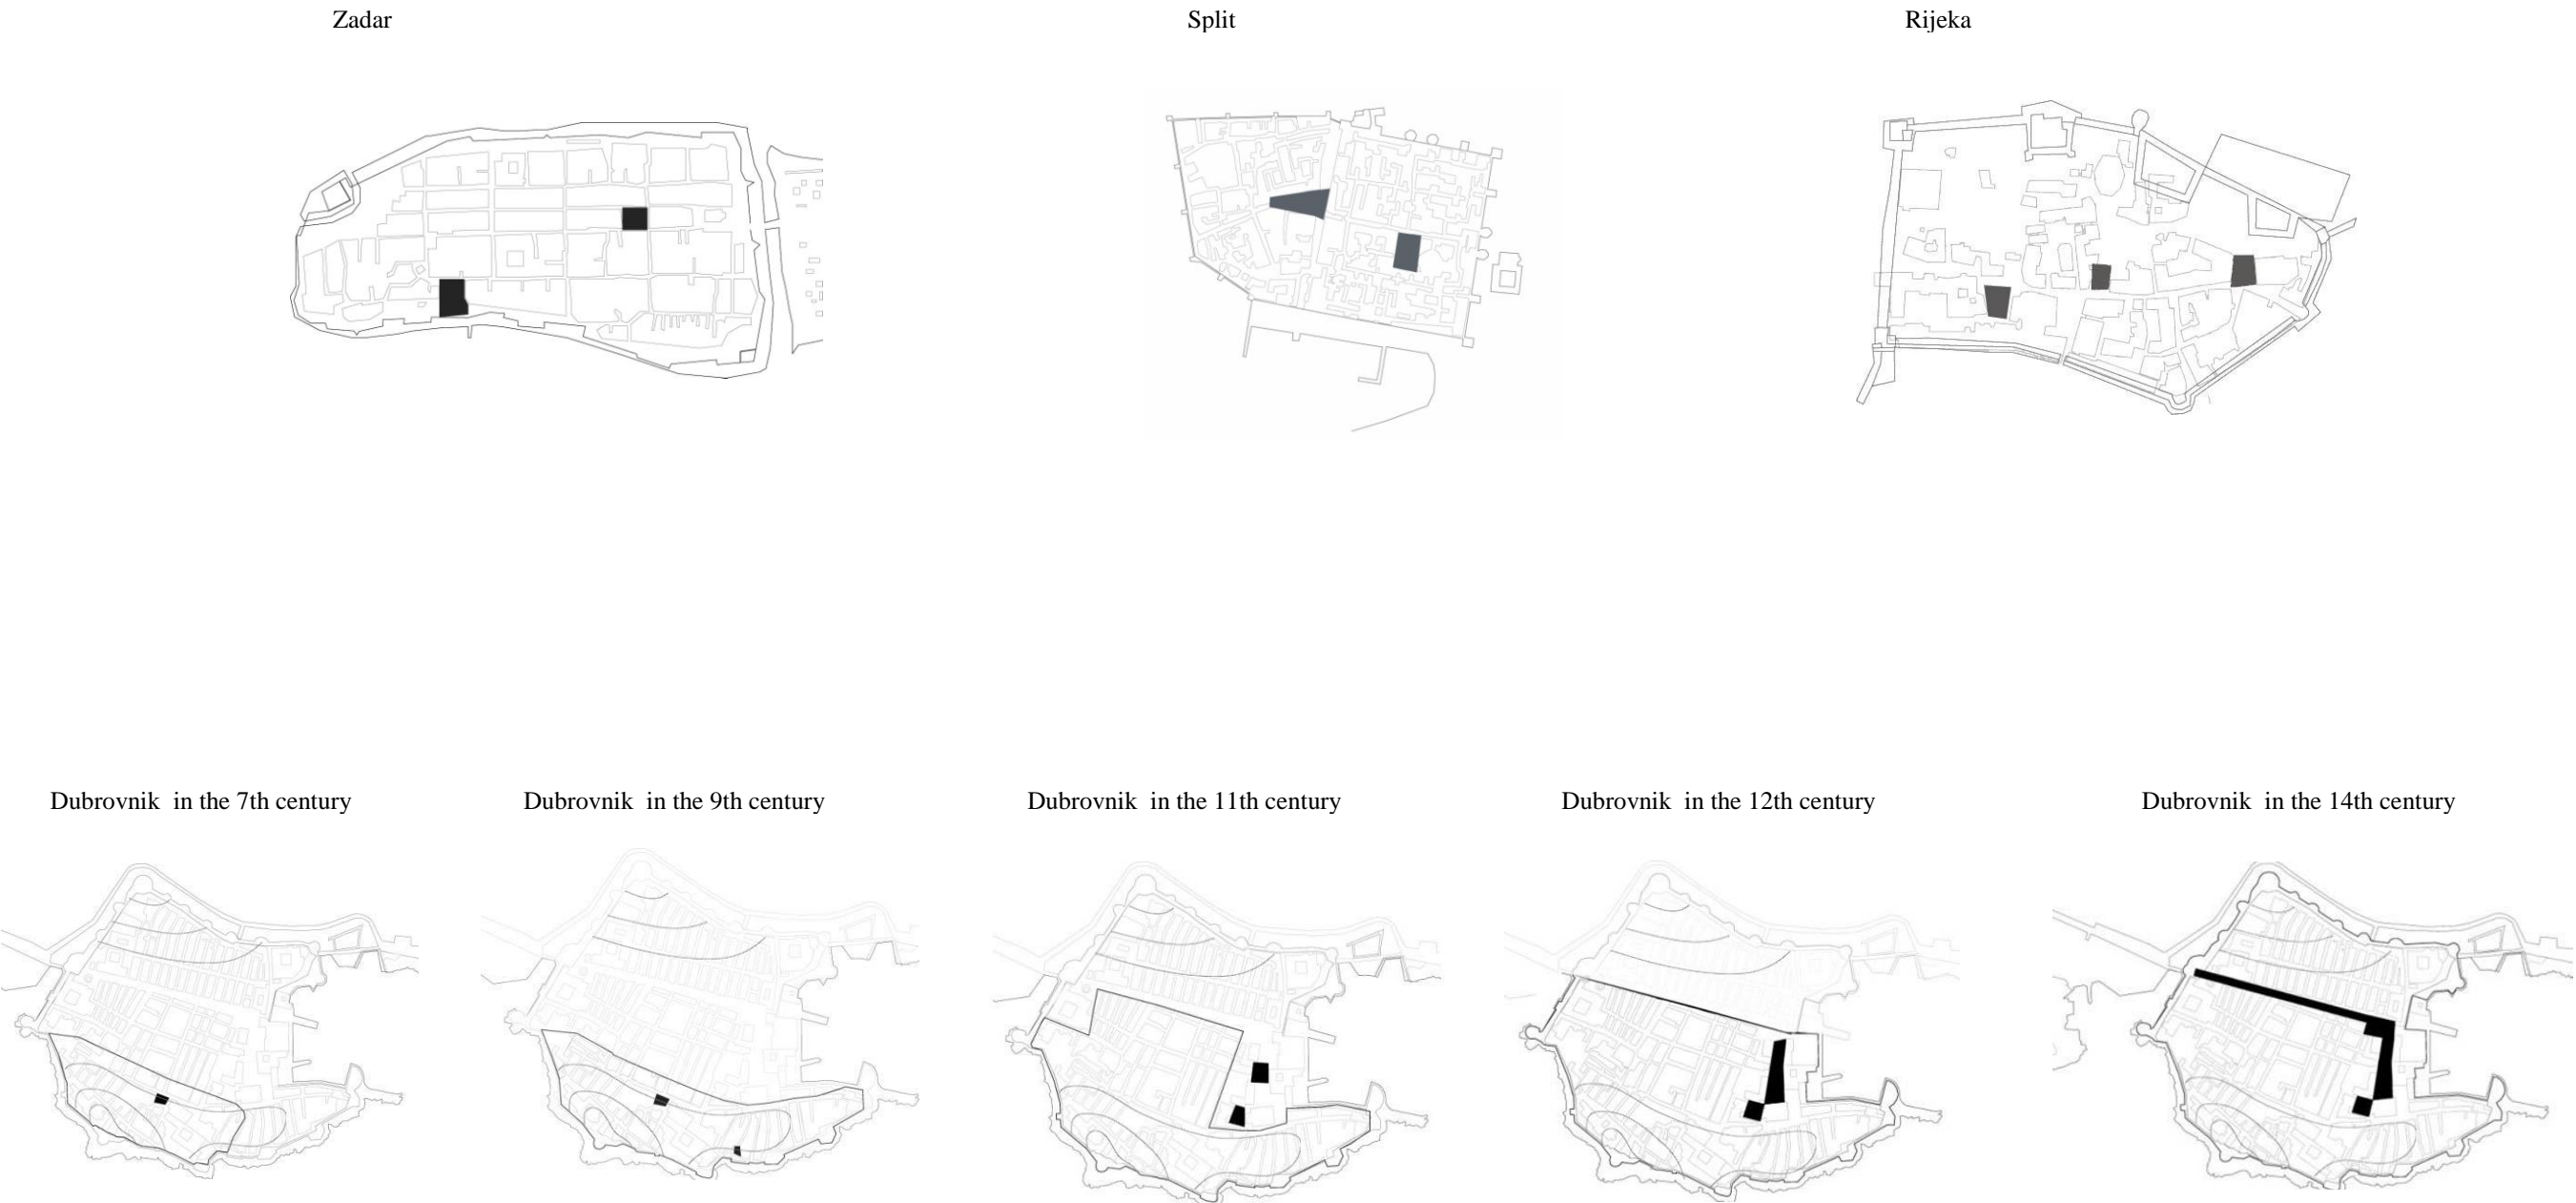 Zadar
Split
Rijeka
Dubrovnik in the 7th century
Dubrovnik in the 9th century
Dubrovnik in the 11th century
Dubrovnik in the 12th century
Dubrovnik in the 14th century